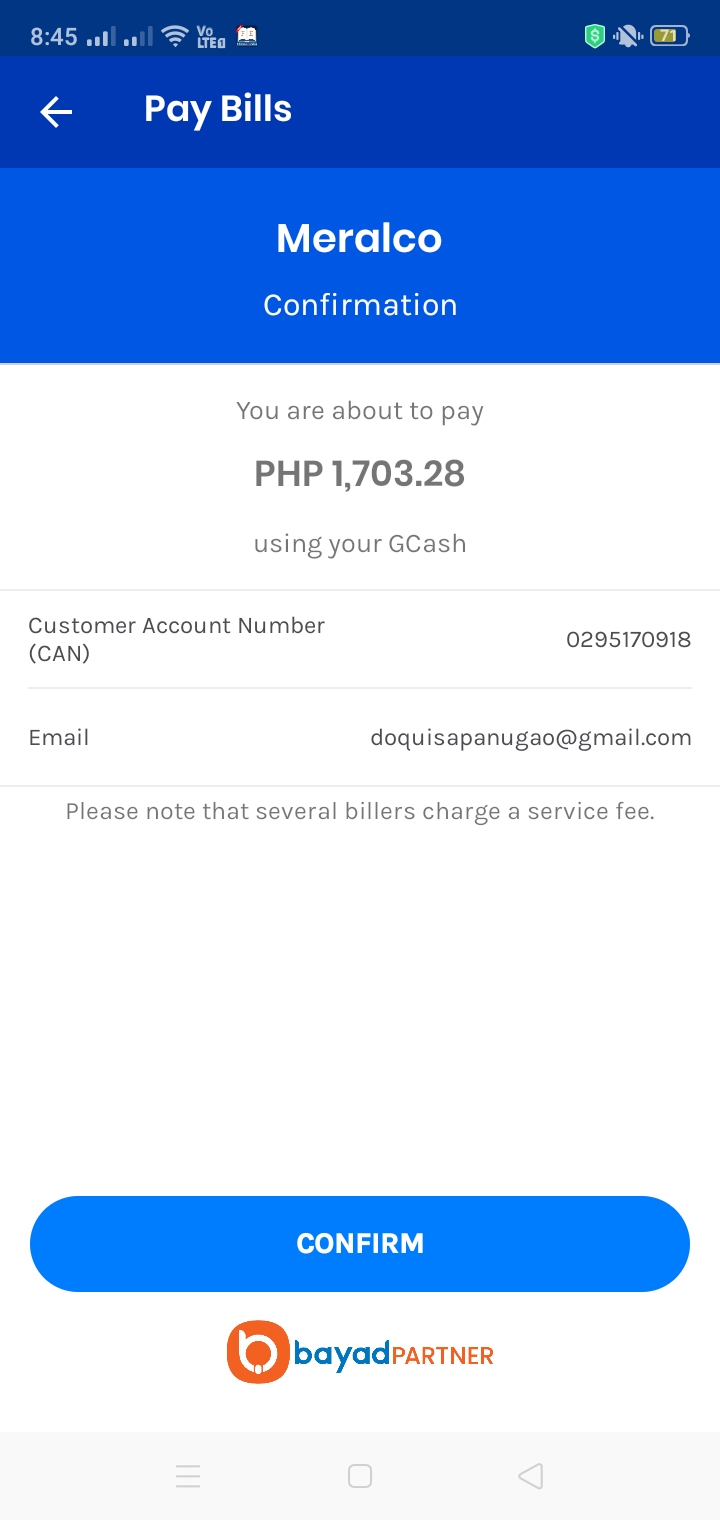 8:45 Vo LTE 71
Pay Bills
Meralco
Confirmation
You are about to pay
PHP 1,703.28
using your GCash
Customer Account Number
(CAN)
0295170918
Email doquisapanugao@gmail.com
Please note that several billers charge a service fee.
CONFIRM
bayad PARTNER